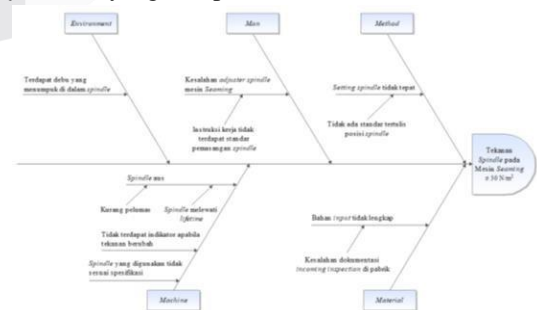 Environment
Man
Method
Terdapat debu yang
menumpuk di dalam spindle
Kesalahan adjuster spindle
mesin Seaming
Setting spindle tidak tepat
Instruksi kerja tidak
terdapat standar
pemasangan spindle
Tidak ada standar tertulis
posisi spindle
Tekanan
Spindle pada
Mesin Seaming
50 N/m²
Spindle aus
Kurang pelumas
Spindle melewati
lifetime
Tidak terdapat indikator apabila
tekanan berubah
Spindle yang digunakan tidak
sesuai spesifikasi
Bahan input tidak lengkap
Kesalahan dokumentasi
incoming inspection di pabrik
Machine
Material